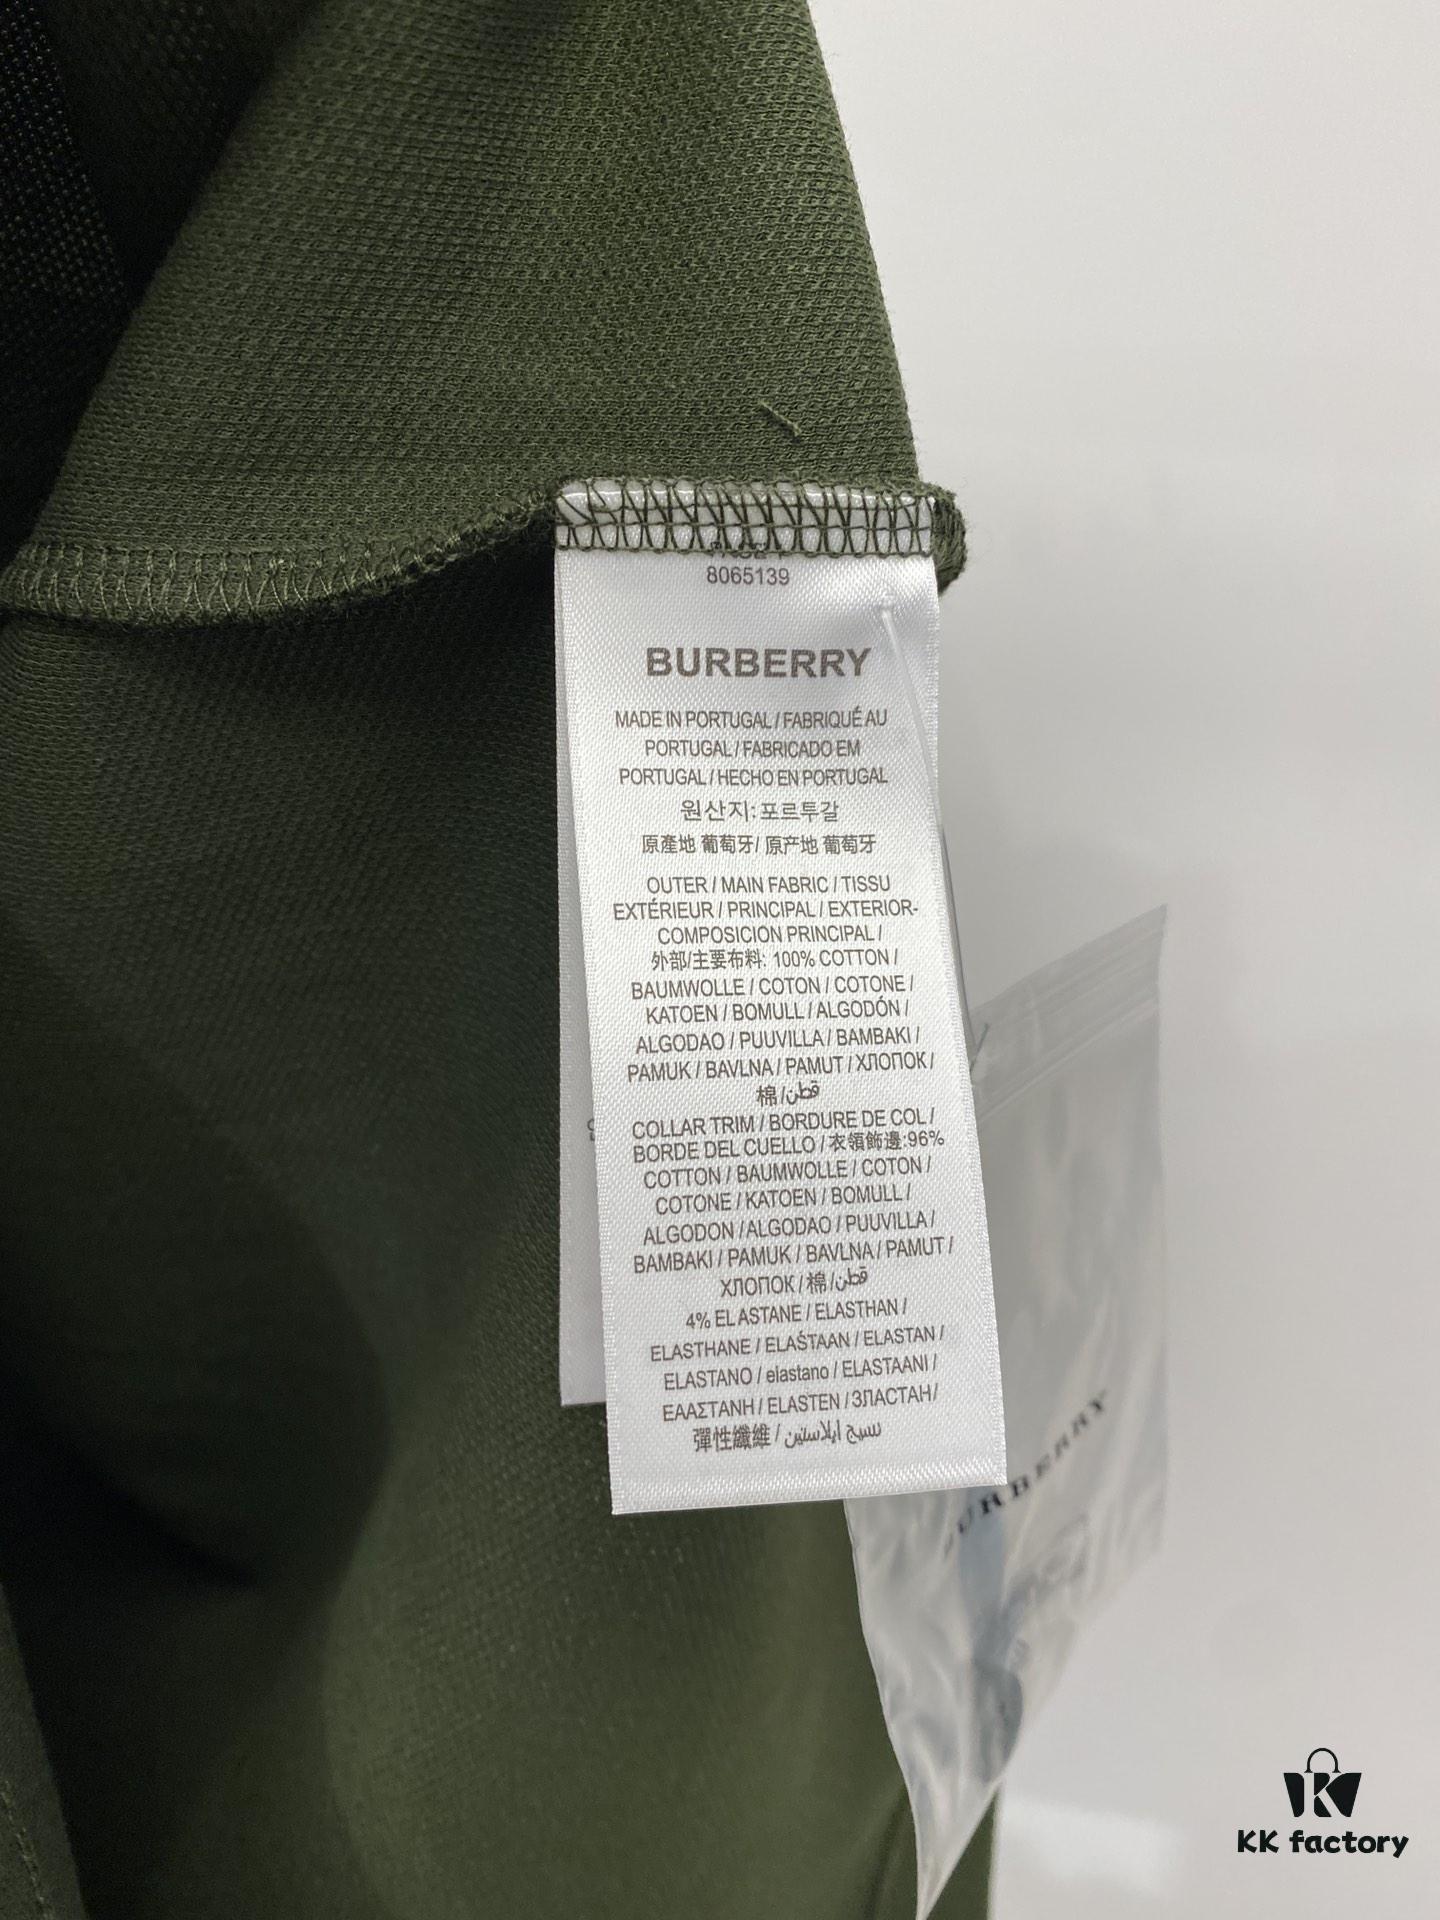 8065139
BURBERRY
MADE IN PORTUGAL / FABRIQUÉ AU
PORTUGAL / FABRICADO EM
PORTUGAL / HECHO EN PORTUGAL
원산지: 포르투갈
原產地 葡萄牙/ 原产地 葡萄牙
OUTER / MAIN FABRIC / TISSU
EXTÉRIEUR / PRINCIPAL / EXTERIOR-
COMPOSICION PRINCIPAL /
外部/主要布料: 100% COTTON /
BAUMWOLLE / COTON / COTONE /
KATOEN / BOMULL / ALGODÓN /
ALGODAO / PUUVILLA / BAMBAKI /
PAMUK / BAVLNA / PAMUT / ХЛОПОК /
棉/قطن
COLLAR TRIM / BORDURE DE COL /
BORDE DEL CUELLO / 衣領飾邊:96%
COTTON / BAUMWOLLE / COTON /
COTONE / KATOEN / BOMULL /
ALGODON / ALGODAO / PUUVILLA /
BAMBAKI / PAMUK / BAVLNA / PAMUT /
ХЛОПОК / 棉/قطن
4% ELASTANE / ELASTHAN /
ELASTHANE / ELAŚTAAN / ELASTAN /
ELASTANO / elastano / ELASTAANI /
ΕΑΑΣΤΑΝΗ / ELASTEN / ЗЛАСТАН/
彈性纖維 / نسيج إيلاستين
BURBERRY
KK factory